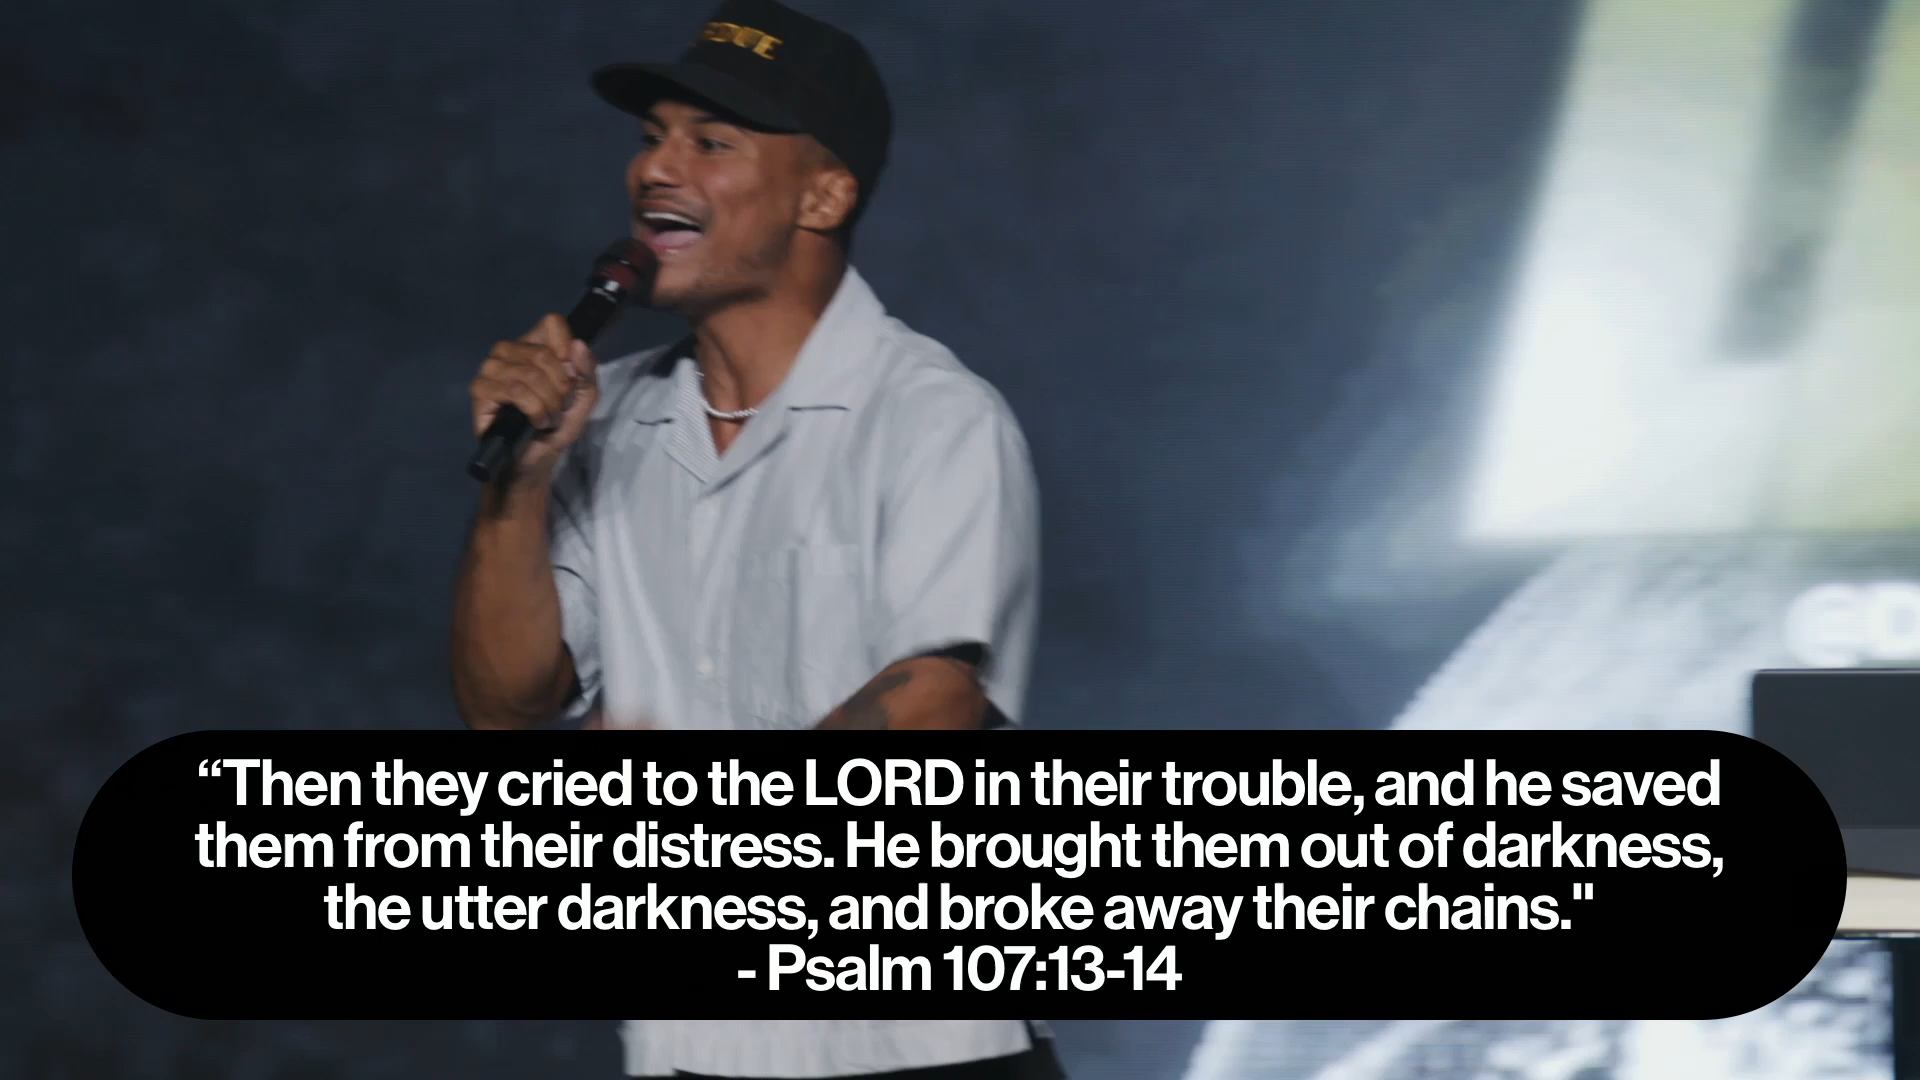 “Then they cried to the LORD in their trouble, and he saved
them from their distress. He brought them out of darkness,
the utter darkness, and broke away their chains."
- Psalm 107:13-14